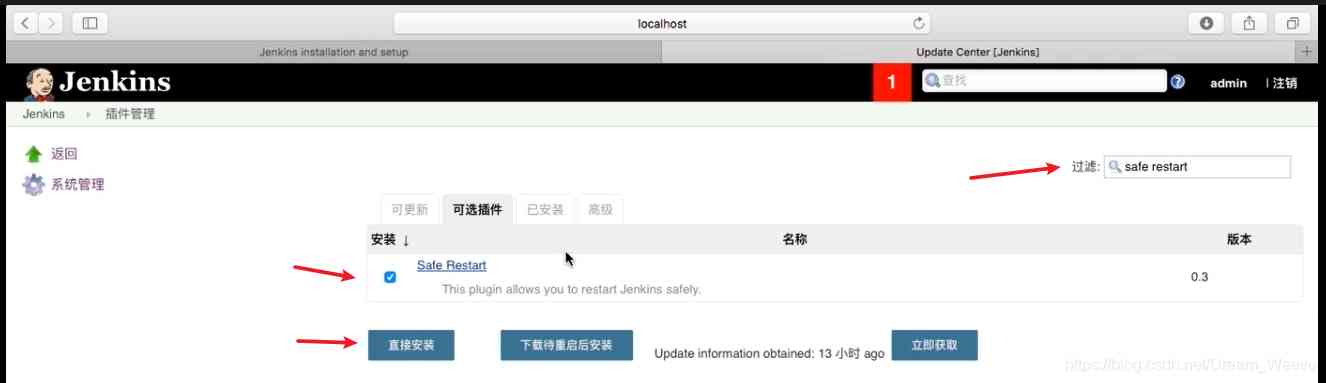 localhost
Jenkins installation and setup
Update Center [Jenkins]
Jenkins
1
查找
admin
| 注销
Jenkins
插件管理
返回
系统管理
过滤:
safe restart
可更新
可选插件
已安装
高级
安装 ↓
名称
版本
Safe Restart
This plugin allows you to restart Jenkins safely.
0.3
直接安装
下载待重启后安装
Update information obtained: 13 小时 ago
立即获取
https://blog.csdn.net/Dream_Weave